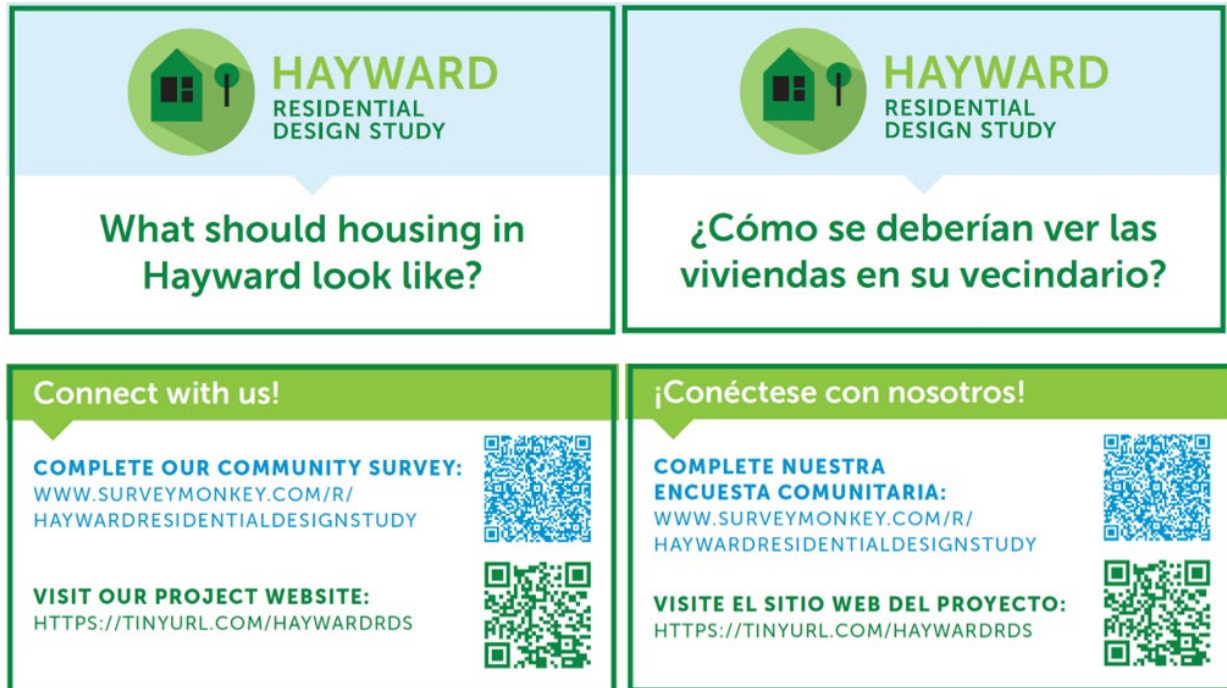 HAYWARD
RESIDENTIAL
DESIGN STUDY
What should housing in
Hayward look like?
HAYWARD
RESIDENTIAL
DESIGN STUDY
¿Cómo se deberían ver las
viviendas en su vecindario?
Connect with us!
COMPLETE OUR COMMUNITY SURVEY:
WWW.SURVEYMONKEY.COM/R/
HAYWARDRESIDENTIALDESIGNSTUDY
VISIT OUR PROJECT WEBSITE:
HTTPS://TINYURL.COM/HAYWARDRDS
¡Conéctese con nosotros!
COMPLETE NUESTRA
ENCUESTA COMUNITARIA:
WWW.SURVEYMONKEY.COM/R/
HAYWARDRESIDENTIALDESIGNSTUDY
VISITE EL SITIO WEB DEL PROYECTO:
HTTPS://TINYURL.COM/HAYWARDRDS